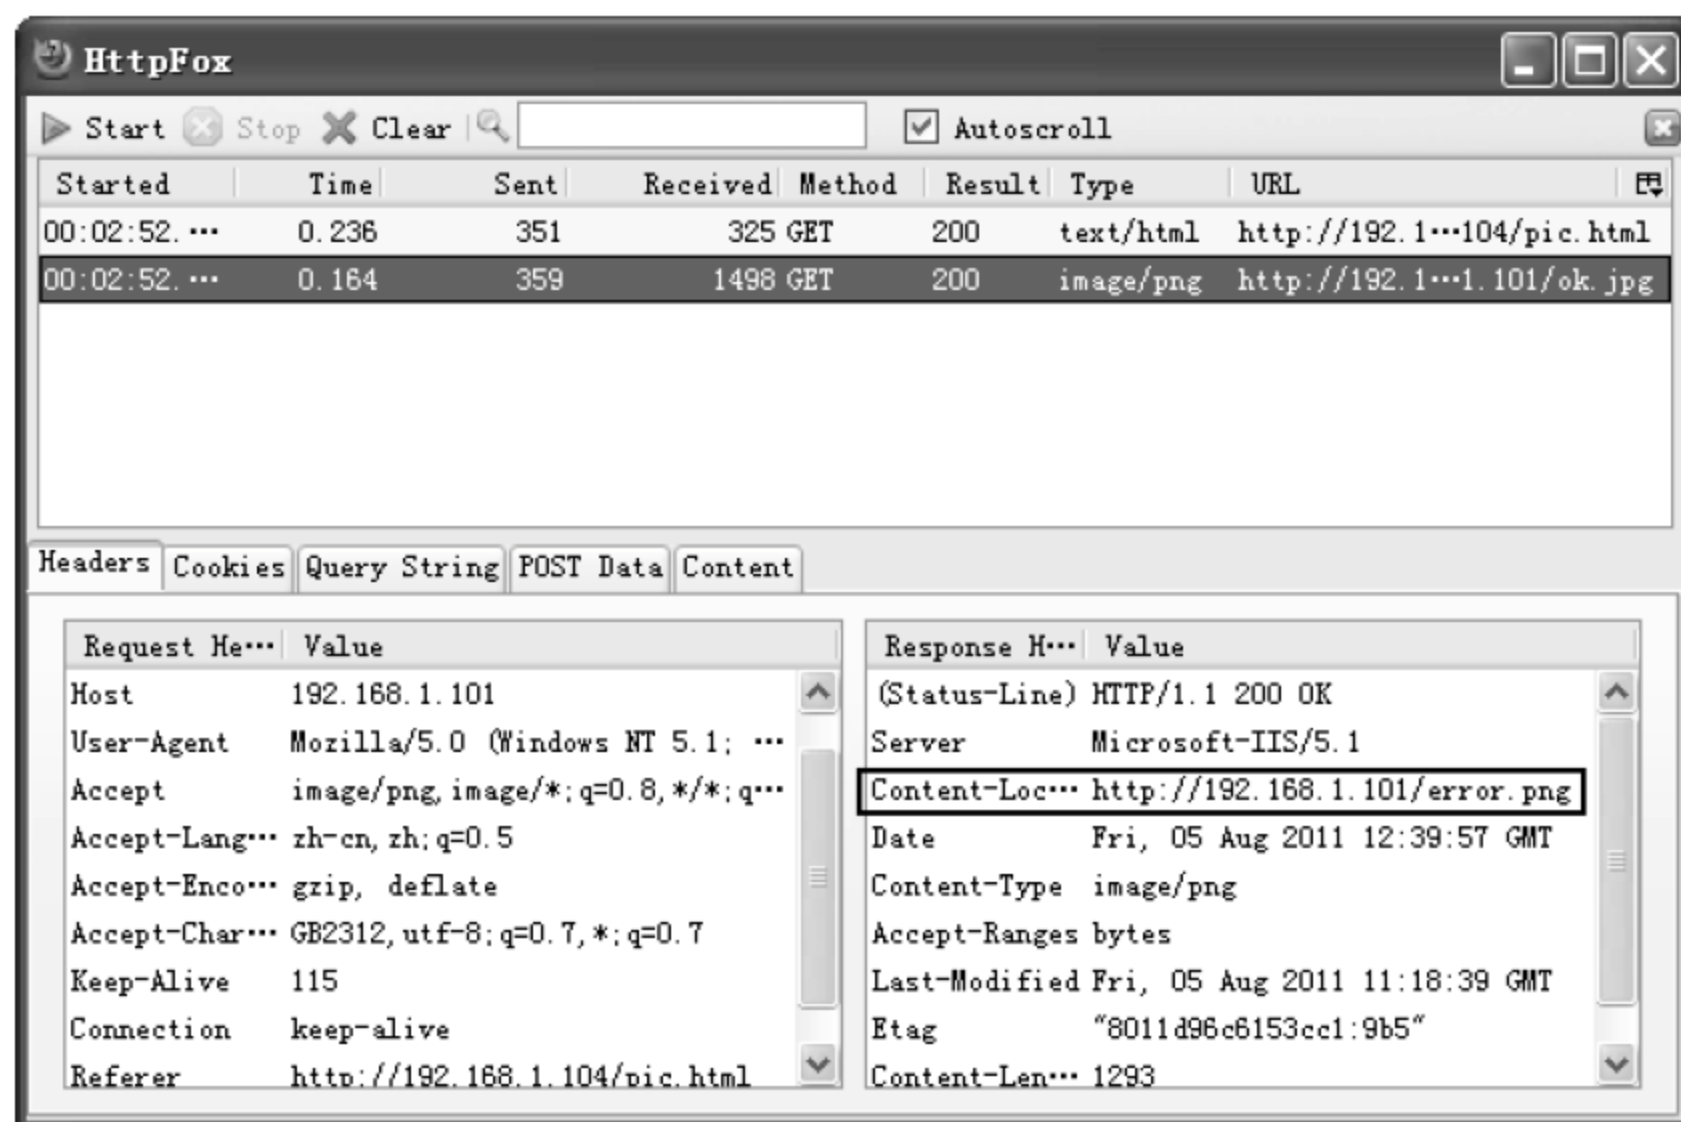 HttpFox
Start Stop Clear Autoscroll
Started Time Sent Received Method Result Type URL
00:02:52. ··· 0.236 351 325 GET 200 text/html http://192.1···104/pic.html
00:02:52. ··· 0.164 359 1498 GET 200 image/png http://192.1···1.101/ok.jpg
Headers Cookies Query String POST Data Content
Request He··· Value
Host 192.168.1.101
User-Agent Mozilla/5.0 (Windows NT 5.1; ···
Accept image/png,image/*;q=0.8,*/*;q···
Accept-Lang··· zh-cn,zh;q=0.5
Accept-Enco··· gzip, deflate
Accept-Char··· GB2312,utf-8;q=0.7,*;q=0.7
Keep-Alive 115
Connection keep-alive
Referer http://192.168.1.104/pic.html
Response H··· Value
(Status-Line) HTTP/1.1 200 OK
Server Microsoft-IIS/5.1
Content-Loc··· http://192.168.1.101/error.png
Date Fri, 05 Aug 2011 12:39:57 GMT
Content-Type image/png
Accept-Ranges bytes
Last-Modified Fri, 05 Aug 2011 11:18:39 GMT
Etag "8011d96c6153cc1:9b5"
Content-Len··· 1293